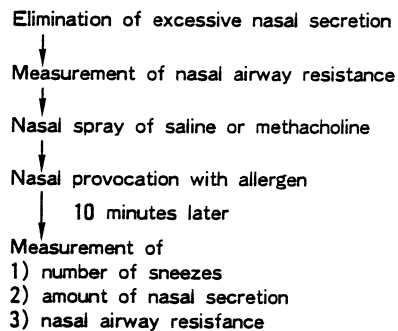 Elimination of excessive nasal secretion
Measurement of nasal airway resistance
Nasal spray of saline or methacholine
Nasal provocation with allergen
10 minutes later
Measurement of
1) number of sneezes
2) amount of nasal secretion
3) nasal airway resisfance